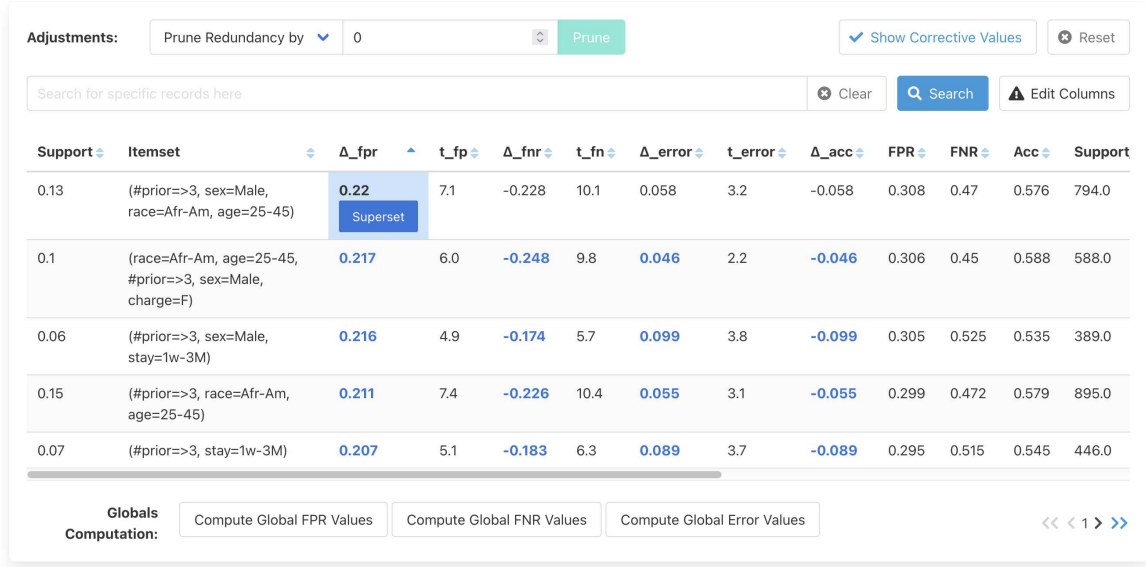 Adjustments: Prune Redundancy by 0 Prune Show Corrective Values Reset
Search for specific records here Clear Search Edit Columns
Support Itemset Δ_fpr t_fp Δ_fnr t_fn Δ_error t_error Δ_acc FPR FNR Acc Support
0.13 (#prior=>3, sex=Male, 0.22 7.1 -0.228 10.1 0.058 3.2 -0.058 0.308 0.47 0.576 794.0
race=Afr-Am, age=25-45) Superset
0.1 (race=Afr-Am, age=25-45, 0.217 6.0 -0.248 9.8 0.046 2.2 -0.046 0.306 0.45 0.588 588.0
#prior=>3, sex=Male,
charge=F)
0.06 (#prior=>3, sex=Male, 0.216 4.9 -0.174 5.7 0.099 3.8 -0.099 0.305 0.525 0.535 389.0
stay=1w-3M)
0.15 (#prior=>3, race=Afr-Am, 0.211 7.4 -0.226 10.4 0.055 3.1 -0.055 0.299 0.472 0.579 895.0
age=25-45)
0.07 (#prior=>3, stay=1w-3M) 0.207 5.1 -0.183 6.3 0.089 3.7 -0.089 0.295 0.515 0.545 446.0
Globals
Computation: Compute Global FPR Values Compute Global FNR Values Compute Global Error Values << < 1 > >>